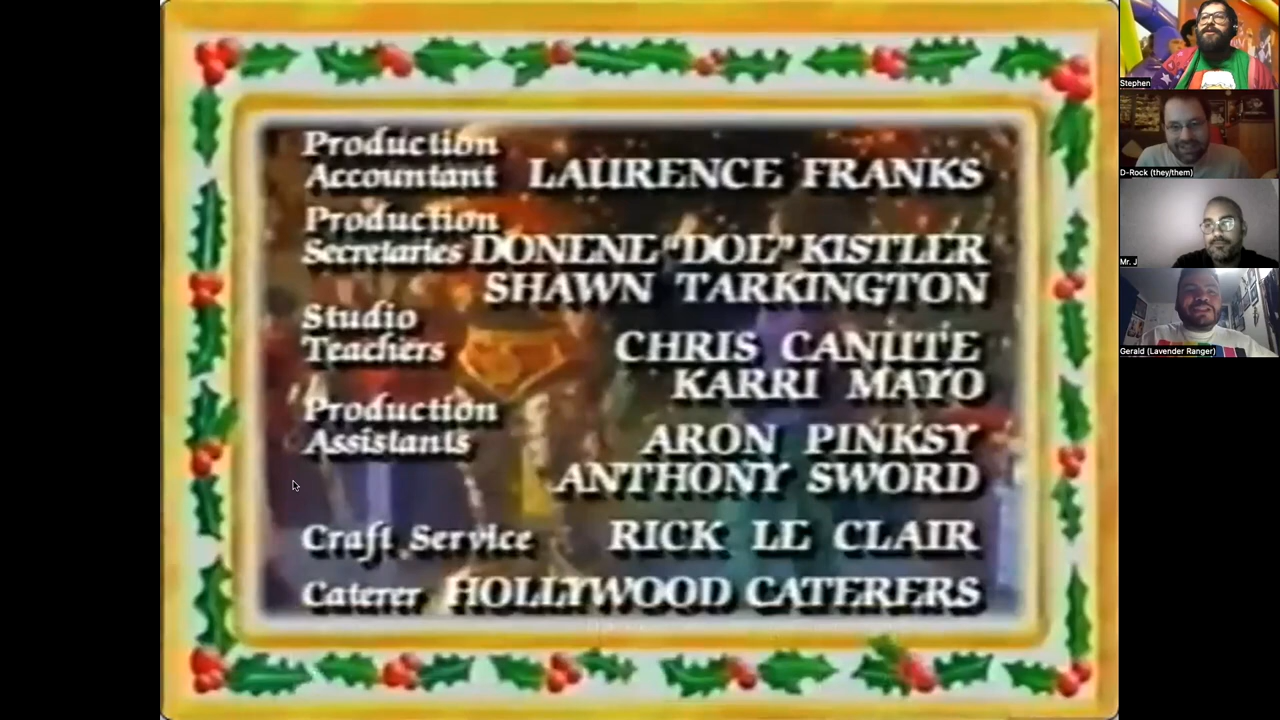 Production
Accountant LAURENCE FRANKS
Production
Secretaries DONENE "DOE" KISTLER
SHAWN TARKINGTON
Studio
Teachers CHRIS CANUTE
KARRI MAYO
Production
Assistants ARON PINKSY
ANTHONY SWORD
Craft Service RICK LE CLAIR
Caterer HOLLYWOOD CATERERS
Stephen
D-Rock (they/them)
Mr. J
Gerald (Lavender Ranger)